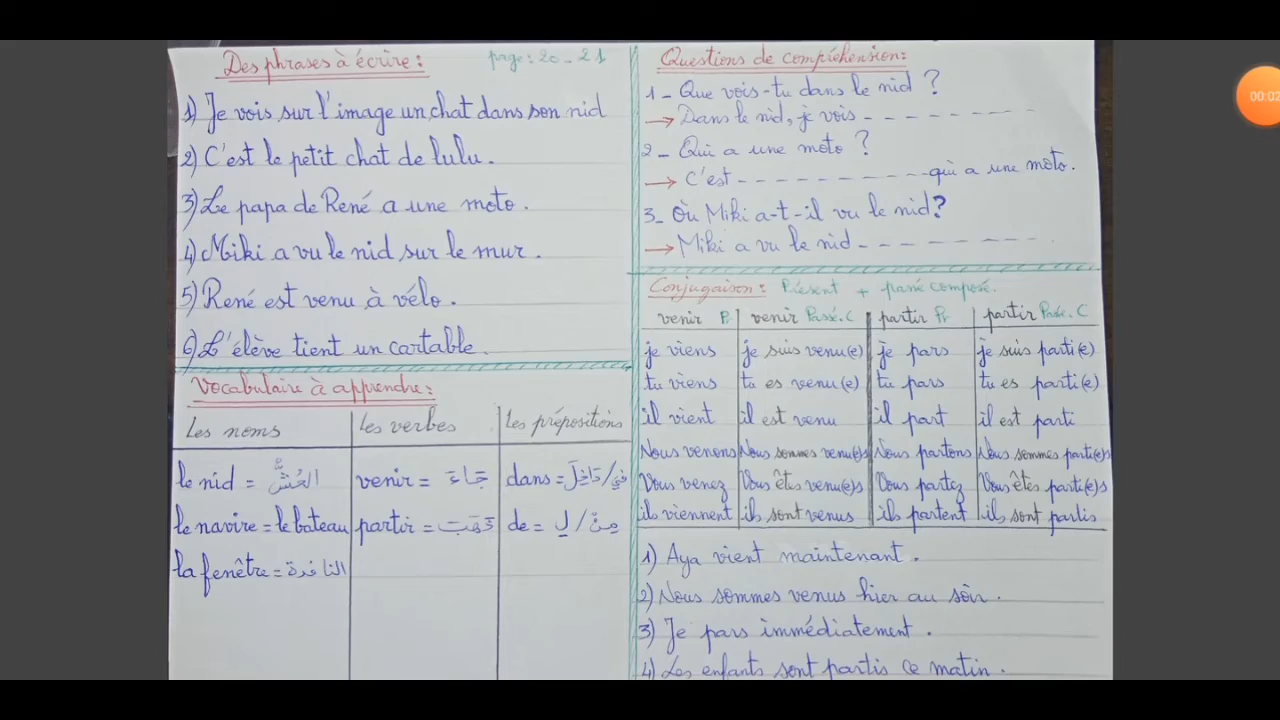 Des phrases à écrire :
page : 20 - 21
1) Je vois sur l'image un chat dans son nid
2) C'est le petit chat de lulu.
3) Le papa de René a une moto.
4) Miki a vu le nid sur le mur.
5) René est venu à vélo.
6) L'élève tient un cartable.
Vocabulaire à apprendre :
Les noms | Les verbes | Les prépositions
le nid = العُشّ | venir = جَاءَ | dans = فِي/دَاخِلَ
le navire = le bateau | partir = ذَهَبَ | de = لِ/مِنْ
la fenêtre = النافذة
Questions de compréhension :
1 - Que vois-tu dans le nid ?
→ Dans le nid, je vois - - - - - - - -
2 - Qui a une moto ?
→ C'est - - - - - - - - - - qui a une moto.
3 - Où Miki a-t-il vu le nid ?
→ Miki a vu le nid - - - - - - - - -
Conjugaison : Présent + passé composé.
venir Pr | venir Passé. C | partir Pr | partir Passé. C
je viens | je suis venu(e) | je pars | je suis parti(e)
tu viens | tu es venu(e) | tu pars | tu es parti(e)
il vient | il est venu | il part | il est parti
Nous venons | Nous sommes venu(e)s | Nous partons | Nous sommes parti(e)s
Vous venez | Vous êtes venu(e)s | Vous partez | Vous êtes parti(e)s
ils viennent | ils sont venus | ils partent | ils sont partis
1) Aya vient maintenant.
2) Nous sommes venus hier au soir.
3) Je pars immédiatement.
4) Les enfants sont partis ce matin.
00:02